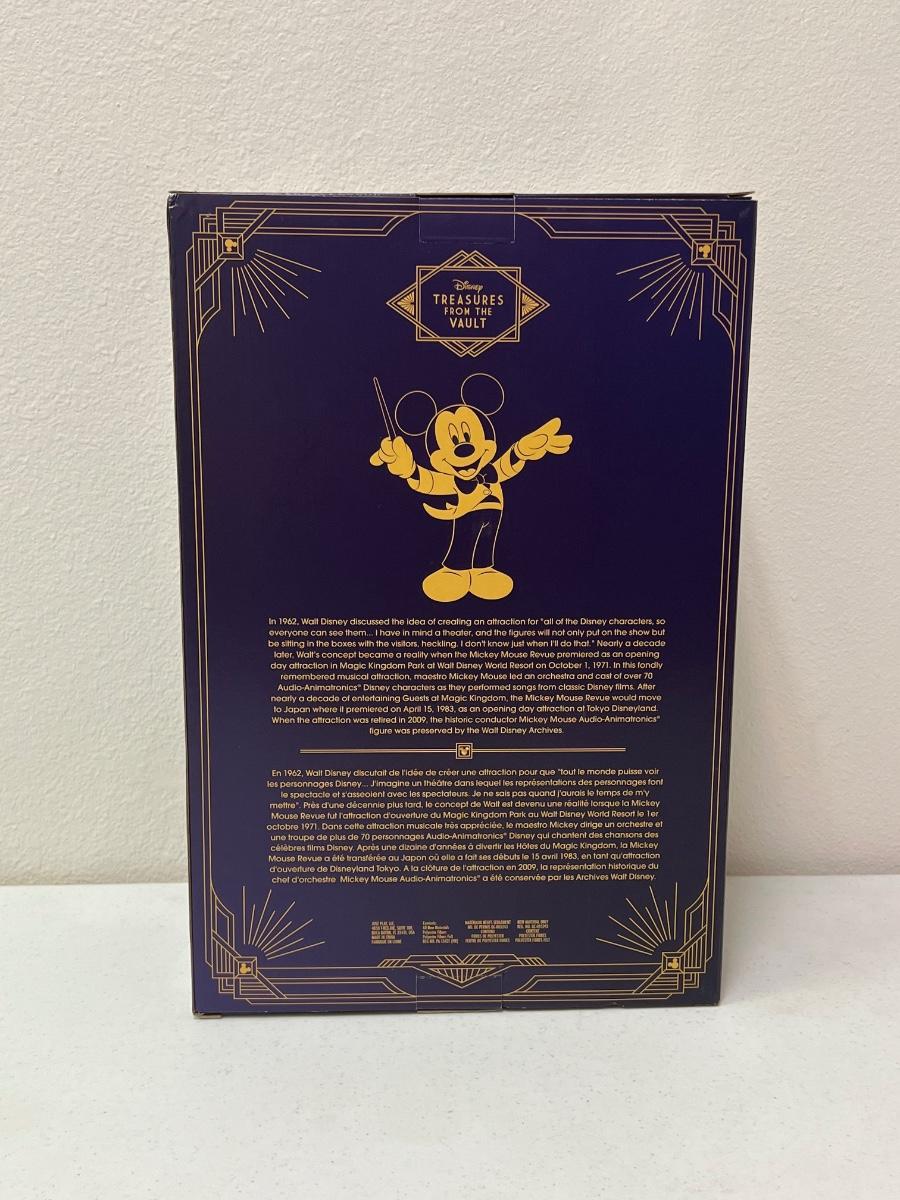 Disney
TREASURES
FROM THE
VAULT
In 1962, Walt Disney discussed the idea of creating an attraction for "all of the Disney characters, so
everyone can see them... I have in mind a theater, and the figures will not only put on the show but
be sitting in the boxes with the visitors, heckling. I don't know just when I'll do that." Nearly a decade
later, Walt's concept became a reality when the Mickey Mouse Revue premiered as an opening
day attraction in Magic Kingdom Park at Walt Disney World Resort on October 1, 1971. In this fondly
remembered musical attraction, maestro Mickey Mouse led an orchestra and cast of over 70
Audio-Animatronics® Disney characters as they performed songs from classic Disney films. After
nearly a decade of entertaining Guests at Magic Kingdom, the Mickey Mouse Revue would move
to Japan where it premiered on April 15, 1983, as an opening day attraction at Tokyo Disneyland.
When the attraction was retired in 2009, the historic conductor Mickey Mouse Audio-Animatronics®
figure was preserved by the Walt Disney Archives.
En 1962, Walt Disney discutait de l'idée de créer une attraction pour que "tout le monde puisse voir
les personnages Disney... J'imagine un théâtre dans lequel les représentations des personnages font
le spectacle et s'asseoient avec les spectateurs. Je ne sais pas quand j'aurais le temps de m'y
mettre". Près d'une décennie plus tard, le concept de Walt est devenu une réalité lorsque la Mickey
Mouse Revue fut l'attraction d'ouverture du Magic Kingdom Park au Walt Disney World Resort le 1er
octobre 1971. Dans cette attraction musicale très appréciée, le maestro Mickey dirige un orchestre et
une troupe de plus de 70 personnages Audio-Animatronics® Disney qui chantent des chansons des
célèbres films Disney. Après une dizaine d'années à divertir les Hôtes du Magic Kingdom, la Mickey
Mouse Revue a été transférée au Japon où elle a fait ses débuts le 15 avril 1983, en tant qu'attraction
d'ouverture de Disneyland Tokyo. A la clôture de l'attraction en 2009, la représentation historique du
chef d'orchestre Mickey Mouse Audio-Animatronics® a été conservée par les Archives Walt Disney.
JUST PLAY, LLC
MADE IN CHINA
FABRIQUÉ EN CHINE
Contents:
All New Materials
Polyester Fibers